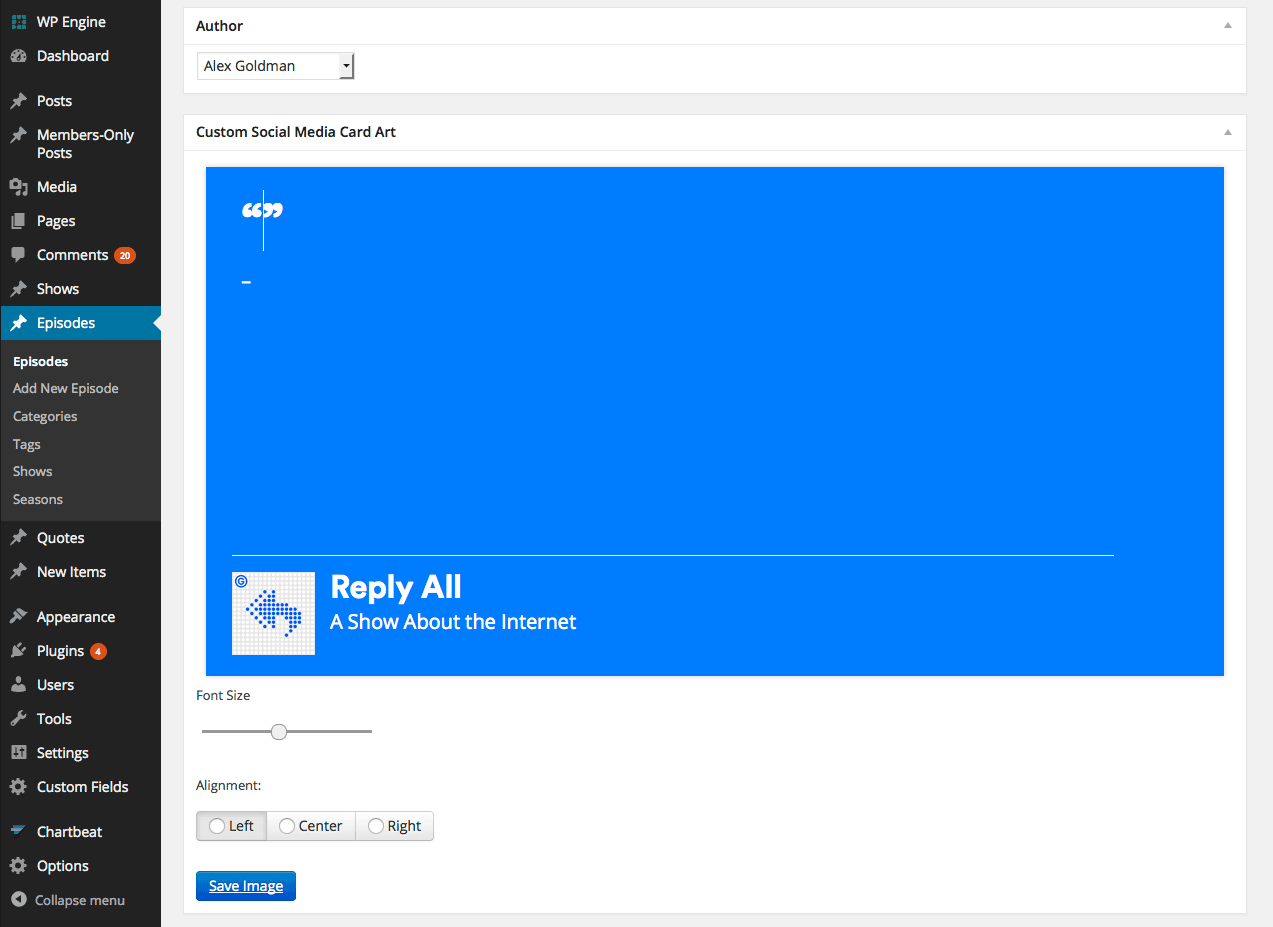 WP Engine
Dashboard
Posts
Members-Only
Posts
Media
Pages
Comments 20
Shows
Episodes
Episodes
Add New Episode
Categories
Tags
Shows
Seasons
Quotes
New Items
Appearance
Plugins 4
Users
Tools
Settings
Custom Fields
Chartbeat
Options
Collapse menu
Author
Alex Goldman
Custom Social Media Card Art
“”
–
G
Reply All
A Show About the Internet
Font Size
Alignment:
Left Center Right
Save Image